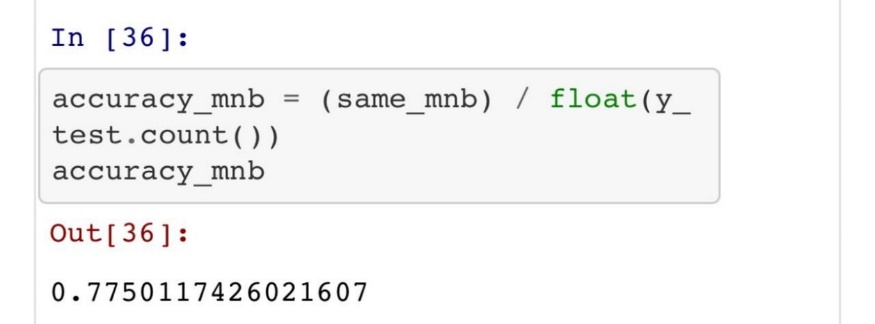 In [36]:
accuracy_mnb = (same_mnb) / float(y_
test.count())
accuracy_mnb
Out[36]:
0.7750117426021607